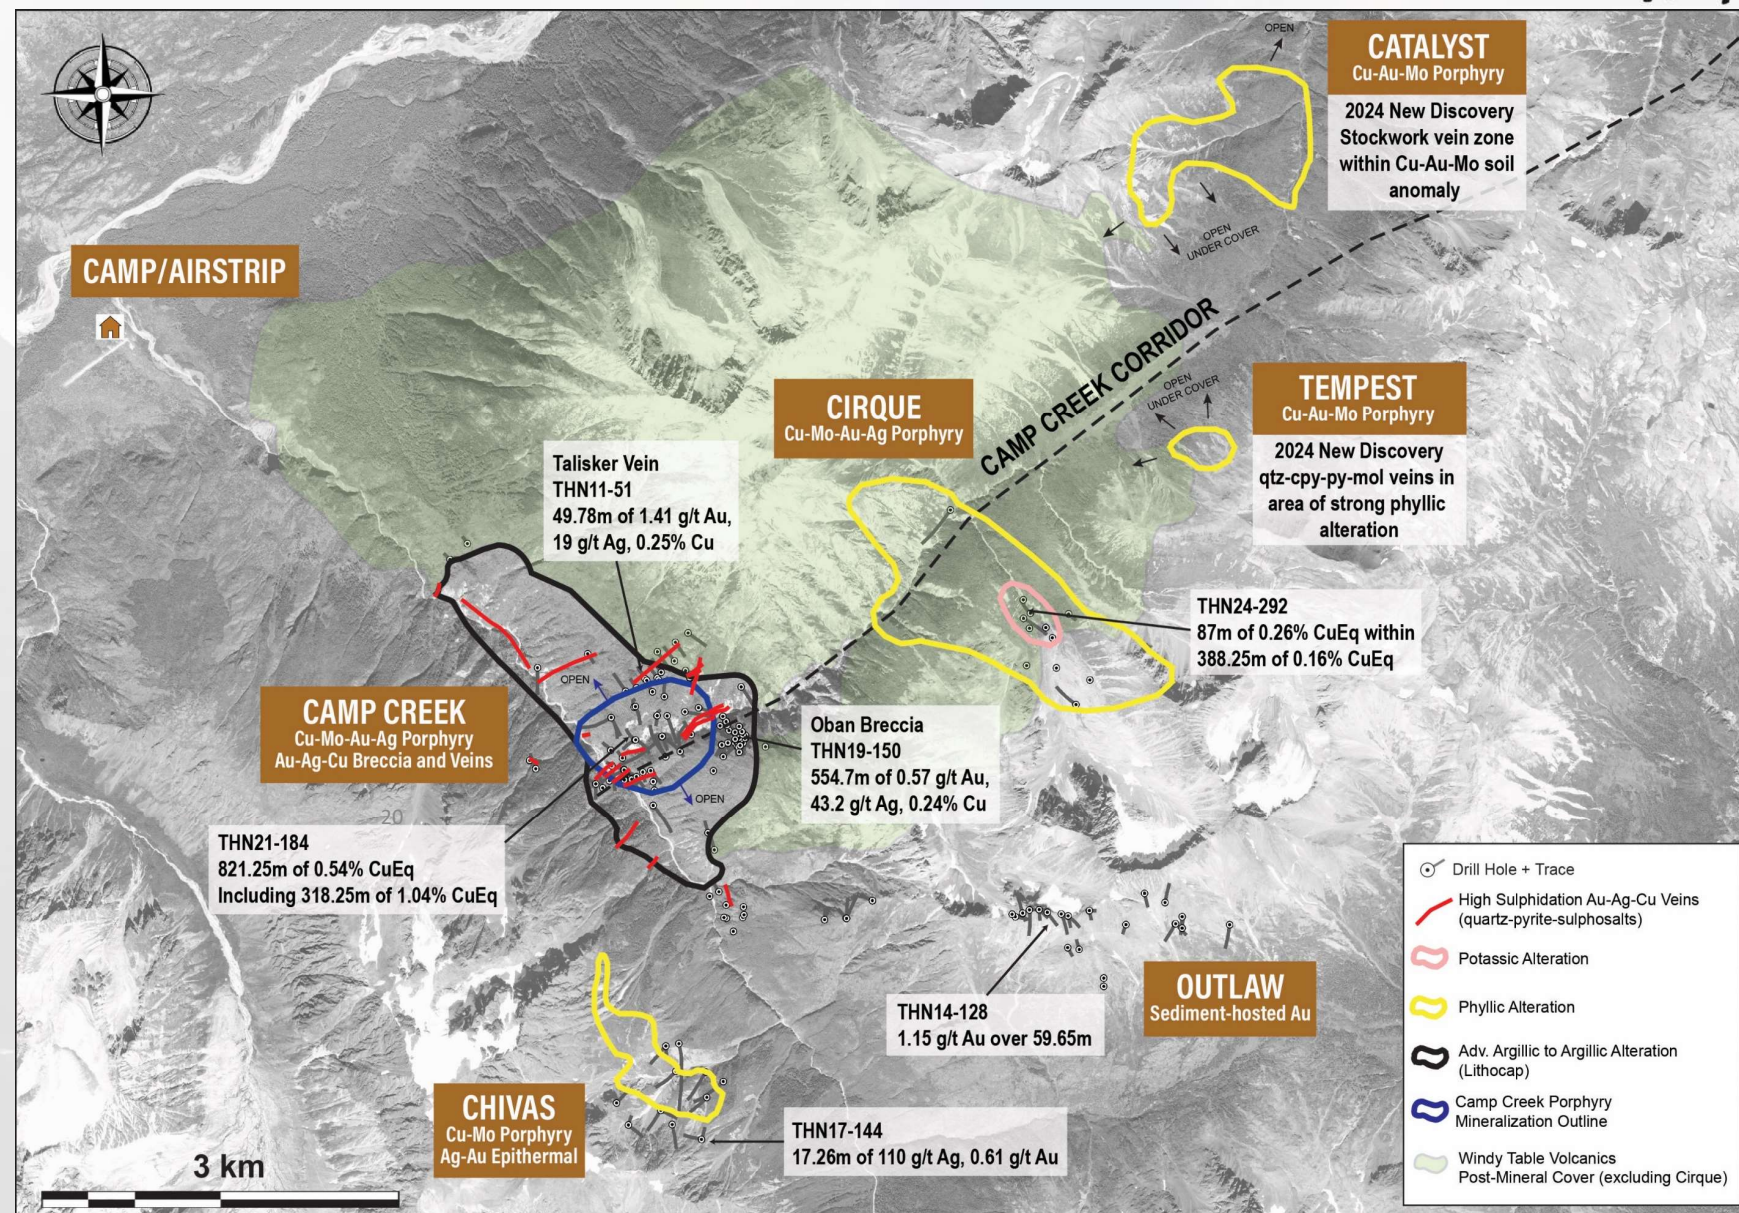 OPEN
CATALYST
Cu-Au-Mo Porphyry
2024 New Discovery
Stockwork vein zone
within Cu-Au-Mo soil
anomaly
OPEN
UNDER COVER
CAMP/AIRSTRIP
CAMP CREEK CORRIDOR
OPEN
UNDER COVER
TEMPEST
Cu-Au-Mo Porphyry
2024 New Discovery
qtz-cpy-py-mol veins in
area of strong phyllic
alteration
CIRQUE
Cu-Mo-Au-Ag Porphyry
Talisker Vein
THN11-51
49.78m of 1.41 g/t Au,
19 g/t Ag, 0.25% Cu
THN24-292
87m of 0.26% CuEq within
388.25m of 0.16% CuEq
OPEN
CAMP CREEK
Cu-Mo-Au-Ag Porphyry
Au-Ag-Cu Breccia and Veins
Oban Breccia
THN19-150
554.7m of 0.57 g/t Au,
43.2 g/t Ag, 0.24% Cu
OPEN
20
THN21-184
821.25m of 0.54% CuEq
Including 318.25m of 1.04% CuEq
OUTLAW
Sediment-hosted Au
THN14-128
1.15 g/t Au over 59.65m
CHIVAS
Cu-Mo Porphyry
Ag-Au Epithermal
THN17-144
17.26m of 110 g/t Ag, 0.61 g/t Au
3 km
Drill Hole + Trace
High Sulphidation Au-Ag-Cu Veins
(quartz-pyrite-sulphosalts)
Potassic Alteration
Phyllic Alteration
Adv. Argillic to Argillic Alteration
(Lithocap)
Camp Creek Porphyry
Mineralization Outline
Windy Table Volcanics
Post-Mineral Cover (excluding Cirque)